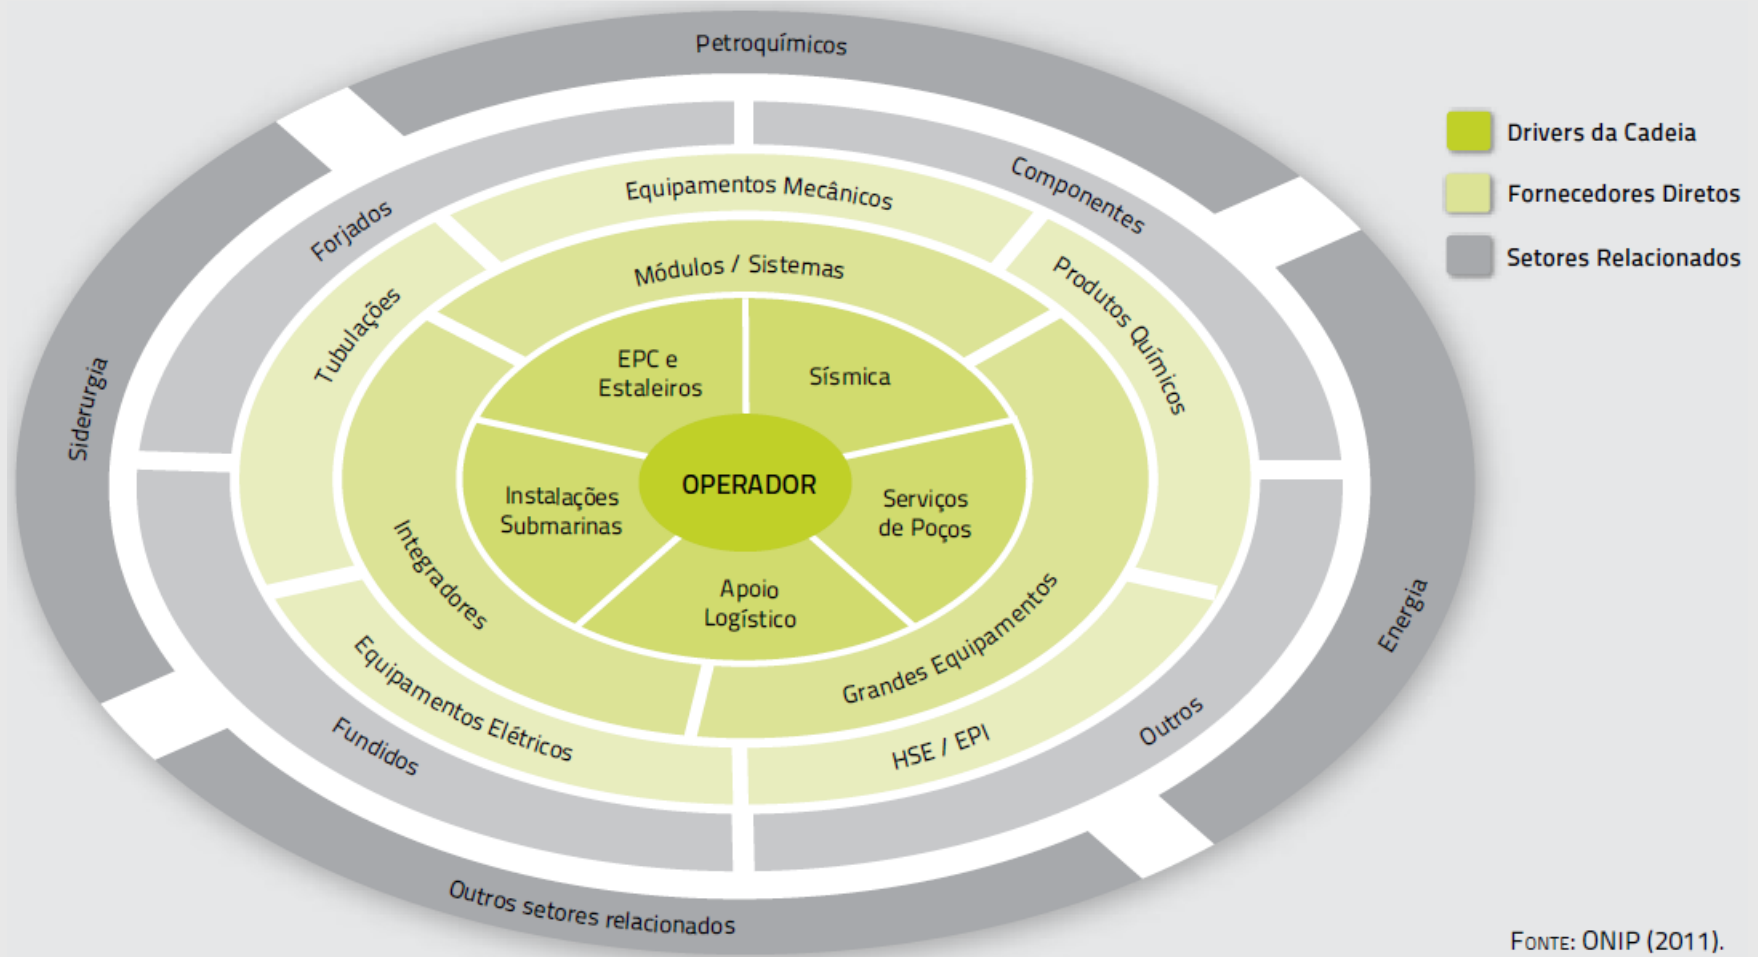 Petroquímicos
Componentes
Forjados
Equipamentos Mecânicos
Módulos / Sistemas
Tubulações
Produtos Químicos
EPC e
Estaleiros
Sísmica
Siderurgia
OPERADOR
Instalações
Submarinas
Serviços
de Poços
Apoio
Logístico
Integradores
Grandes Equipamentos
Energia
Equipamentos Elétricos
HSE / EPI
Fundidos
Outros
Outros setores relacionados
Drivers da Cadeia
Fornecedores Diretos
Setores Relacionados
FONTE: ONIP (2011).